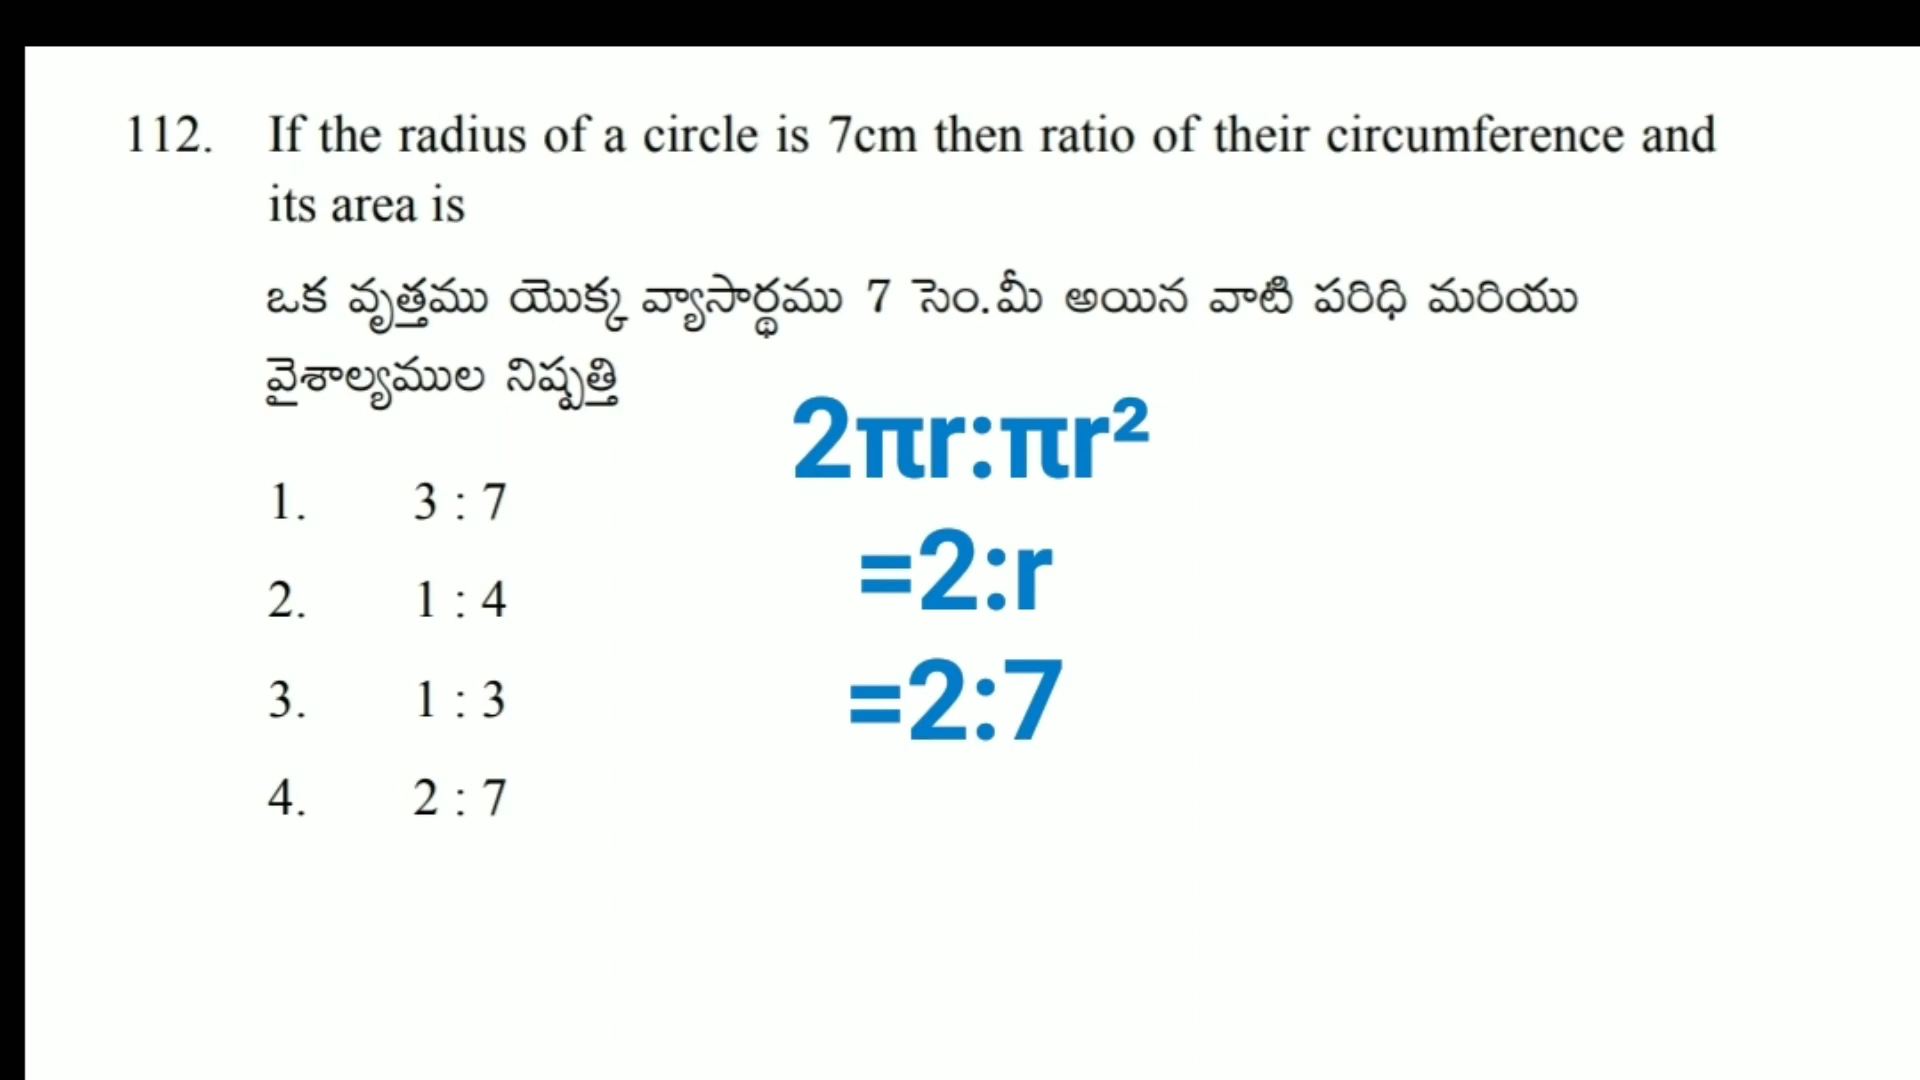 112. If the radius of a circle is 7cm then ratio of their circumference and
its area is
ఒక వృత్తము యొక్క వ్యాసార్థము 7 సెం.మీ అయిన వాటి పరిధి మరియు
వైశాల్యముల నిష్పత్తి
2πr:πr²
=2:r
=2:7
1. 3 : 7
2. 1 : 4
3. 1 : 3
4. 2 : 7